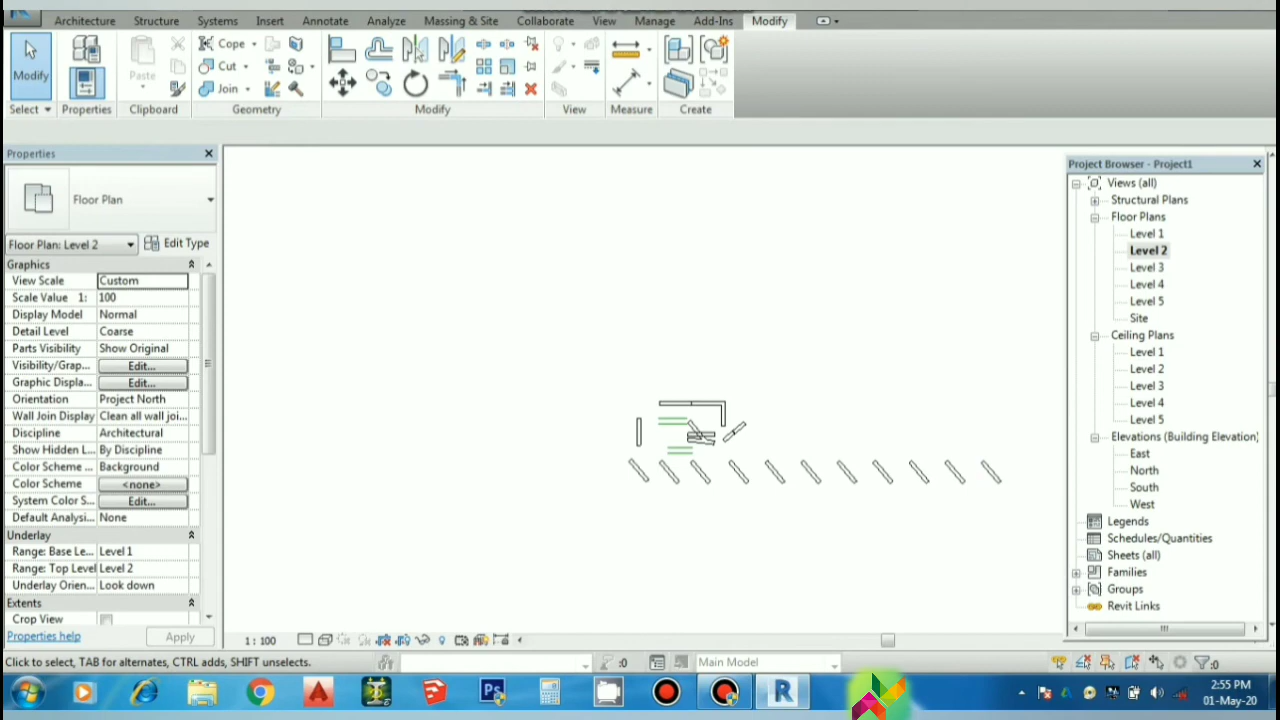 Architecture Structure Systems Insert Annotate Analyze Massing & Site Collaborate View Manage Add-Ins Modify
Modify
Paste
Cope
Cut
Join
Select Properties Clipboard Geometry Modify View Measure Create
Properties
Floor Plan
Floor Plan: Level 2 Edit Type
Graphics
View Scale Custom
Scale Value 1: 100
Display Model Normal
Detail Level Coarse
Parts Visibility Show Original
Visibility/Grap... Edit...
Graphic Displa... Edit...
Orientation Project North
Wall Join Display Clean all wall joi...
Discipline Architectural
Show Hidden L... By Discipline
Color Scheme ... Background
Color Scheme <none>
System Color S... Edit...
Default Analysi... None
Underlay
Range: Base Le... Level 1
Range: Top Level Level 2
Underlay Orien... Look down
Extents
Crop View
Properties help Apply
Project Browser - Project1
Views (all)
Structural Plans
Floor Plans
Level 1
Level 2
Level 3
Level 4
Level 5
Site
Ceiling Plans
Level 1
Level 2
Level 3
Level 4
Level 5
Elevations (Building Elevation)
East
North
South
West
Legends
Schedules/Quantities
Sheets (all)
Families
Groups
Revit Links
1 : 100
Click to select, TAB for alternates, CTRL adds, SHIFT unselects. :0 Main Model :0
2:55 PM
01-May-20